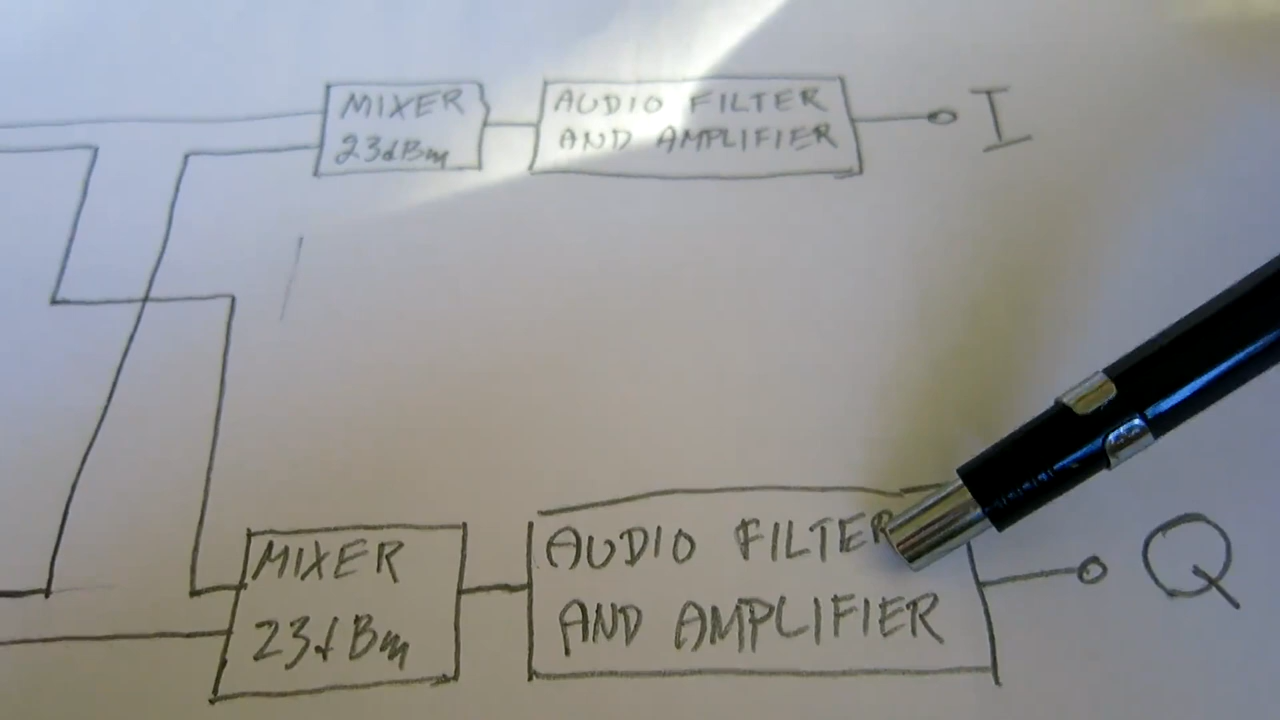 MIXER
23dBm
AUDIO FILTER
AND AMPLIFIER
I
MIXER
23dBm
AUDIO FILTER
AND AMPLIFIER
Q